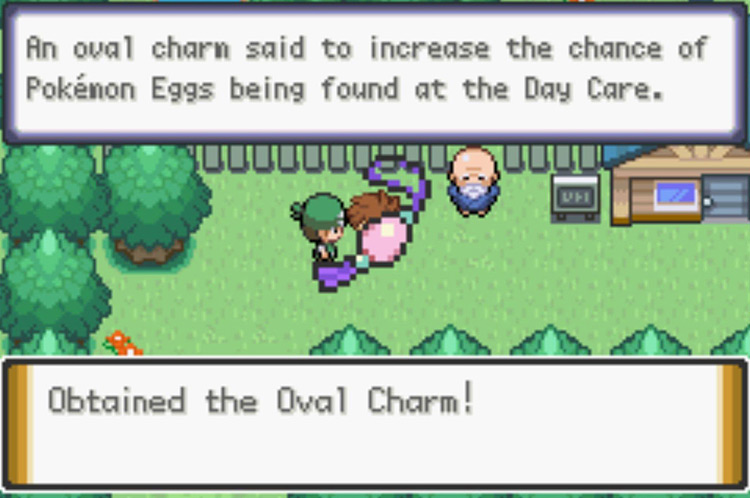 An oval charm said to increase the chance of
Pokémon Eggs being found at the Day Care.
Obtained the Oval Charm!